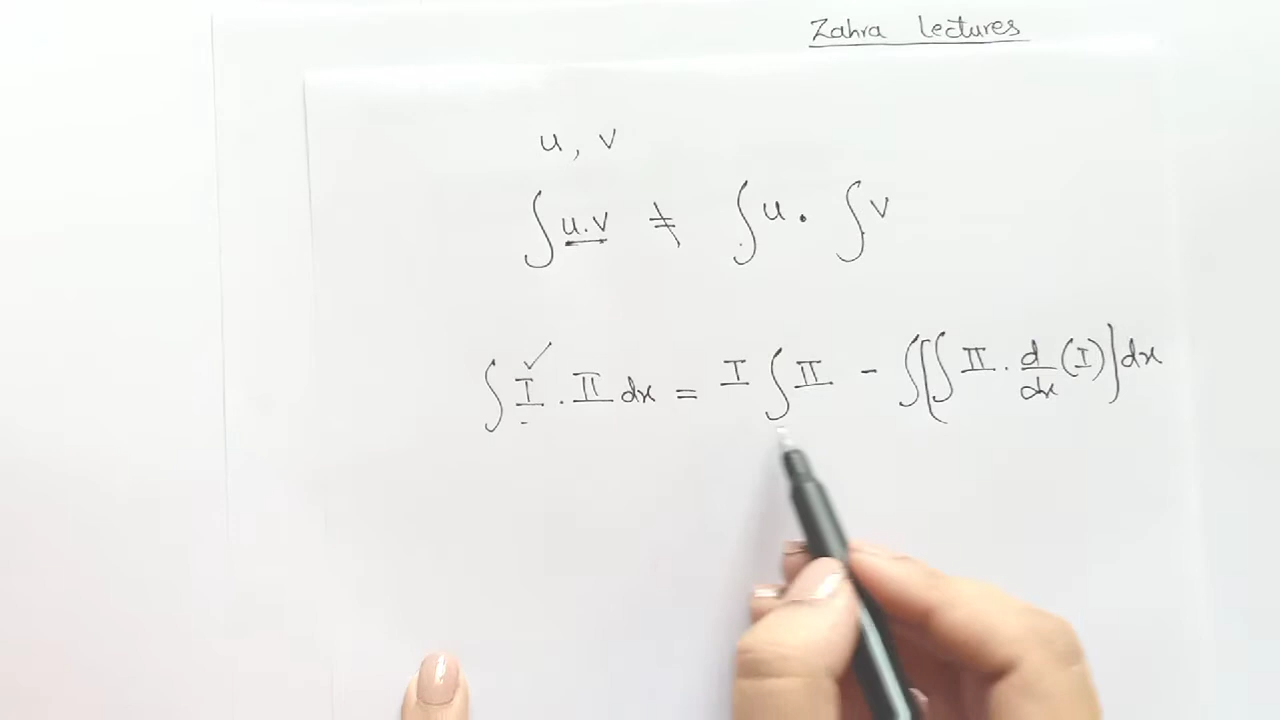 Zahra Lectures
u, v
∫u.v ≠ ∫u . ∫v
∫I . II dx = I ∫II - ∫[∫II . d/dx (I)] dx